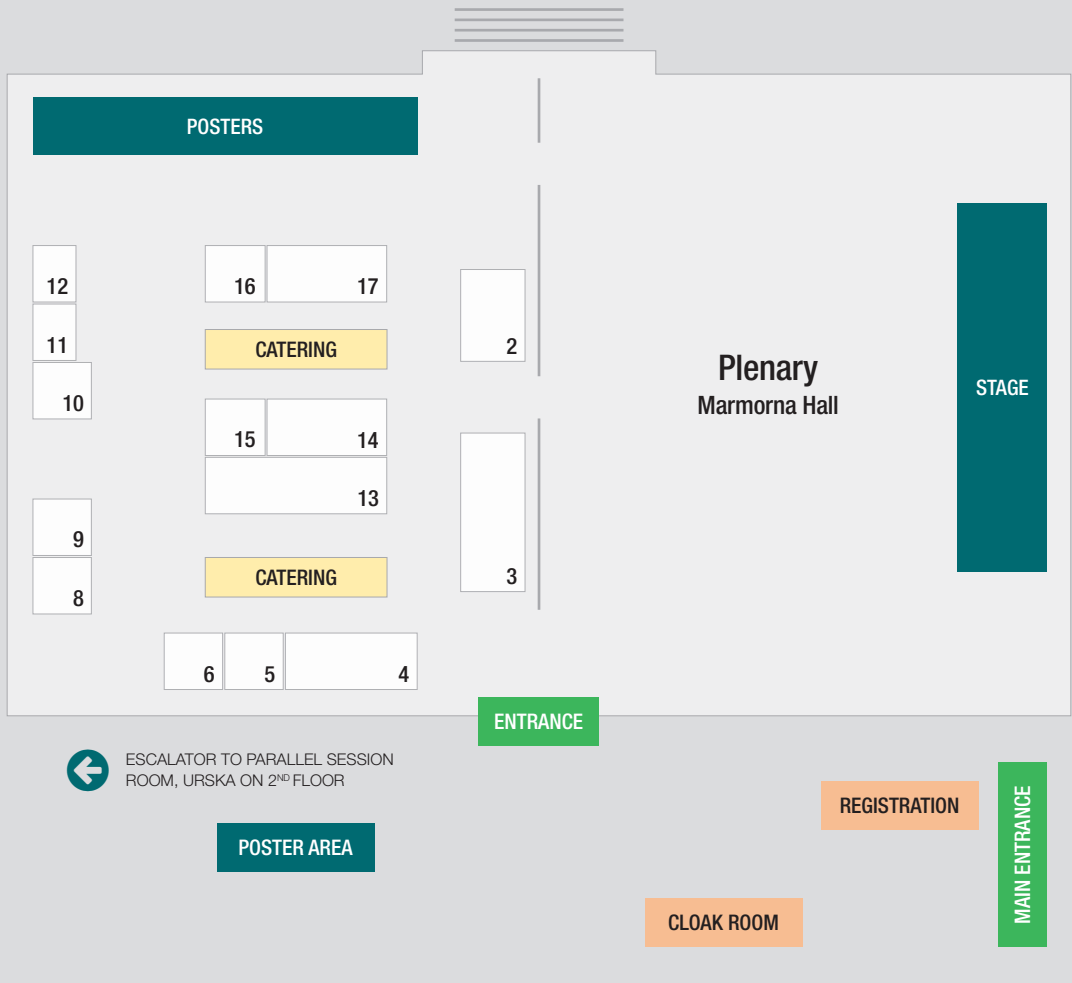 POSTERS
12
16
17
11
CATERING
2
10
Plenary
Marmorna Hall
STAGE
15
14
13
9
8
CATERING
3
6
5
4
ENTRANCE
ESCALATOR TO PARALLEL SESSION
ROOM, URSKA ON 2ND FLOOR
REGISTRATION
MAIN ENTRANCE
POSTER AREA
CLOAK ROOM